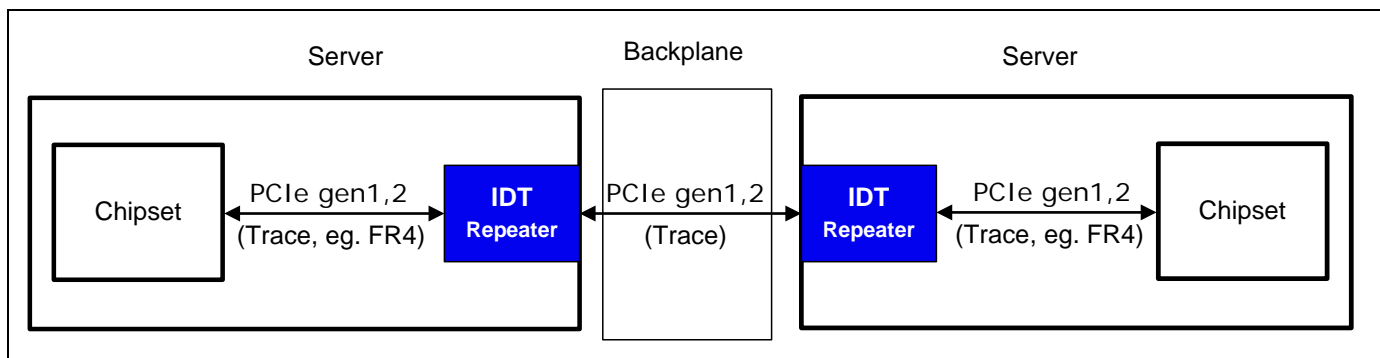 Server
Backplane
Server
Chipset
PCIe gen1,2
(Trace, eg. FR4)
IDT
Repeater
PCIe gen1,2
(Trace)
IDT
Repeater
PCIe gen1,2
(Trace, eg. FR4)
Chipset